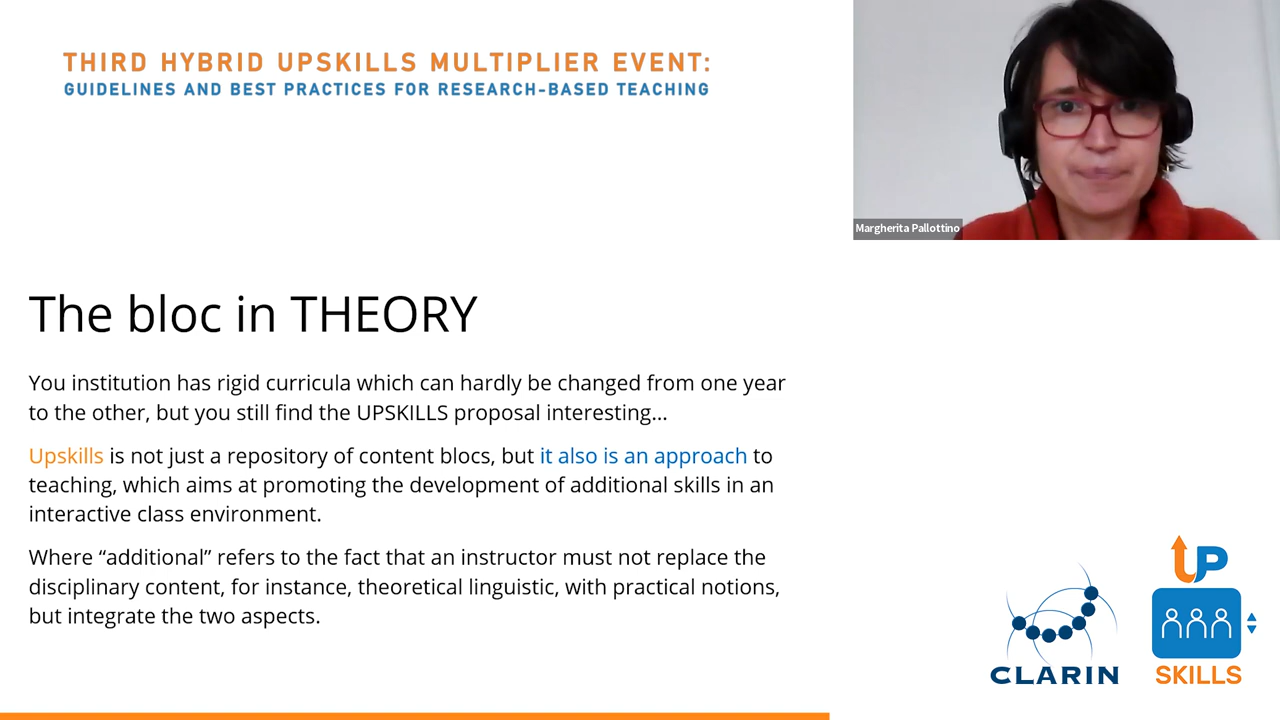 THIRD HYBRID UPSKILLS MULTIPLIER EVENT:
GUIDELINES AND BEST PRACTICES FOR RESEARCH-BASED TEACHING
Margherita Pallottino
The bloc in THEORY
You institution has rigid curricula which can hardly be changed from one year
to the other, but you still find the UPSKILLS proposal interesting...
Upskills is not just a repository of content blocs, but it also is an approach to
teaching, which aims at promoting the development of additional skills in an
interactive class environment.
Where “additional” refers to the fact that an instructor must not replace the
disciplinary content, for instance, theoretical linguistic, with practical notions,
but integrate the two aspects.
CLARIN
UP
SKILLS